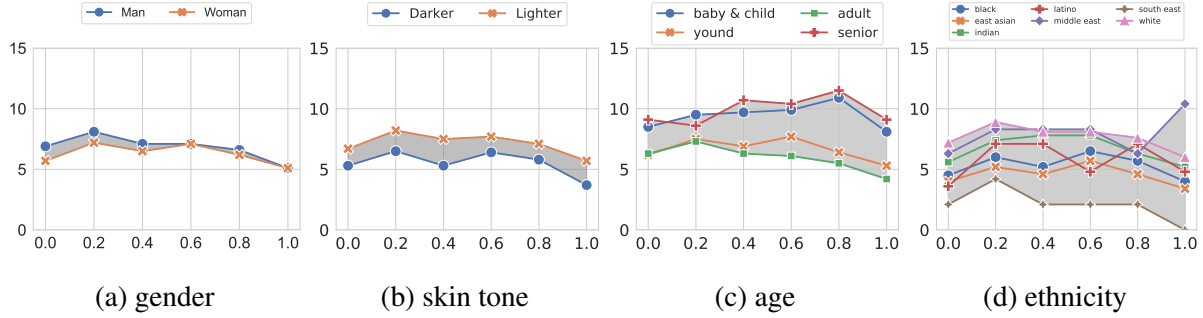 Man Woman
15
10
5
0
0.0 0.2 0.4 0.6 0.8 1.0
(a) gender
Darker Lighter
15
10
5
0
0.0 0.2 0.4 0.6 0.8 1.0
(b) skin tone
baby & child adult
yound senior
15
10
5
0
0.0 0.2 0.4 0.6 0.8 1.0
(c) age
black latino south east
east asian middle east white
indian
15
10
5
0
0.0 0.2 0.4 0.6 0.8 1.0
(d) ethnicity